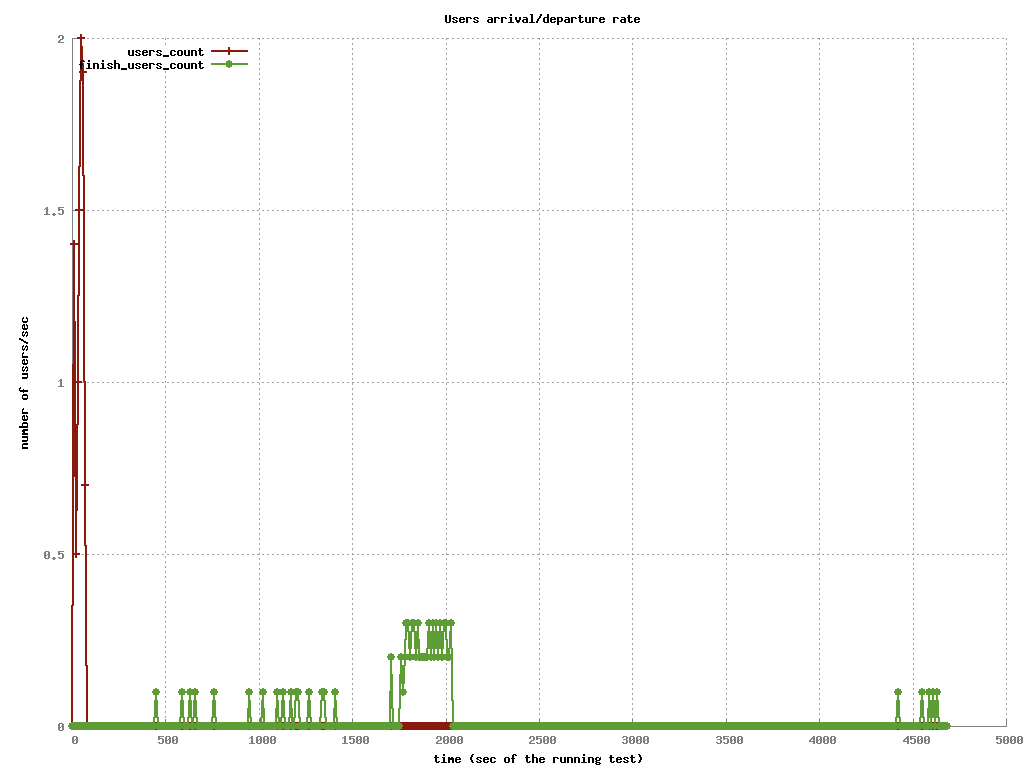 Users arrival/departure rate
2
users_count
finish_users_count
1.5
number of users/sec
1
0.5
0
0 500 1000 1500 2000 2500 3000 3500 4000 4500 5000
time (sec of the running test)